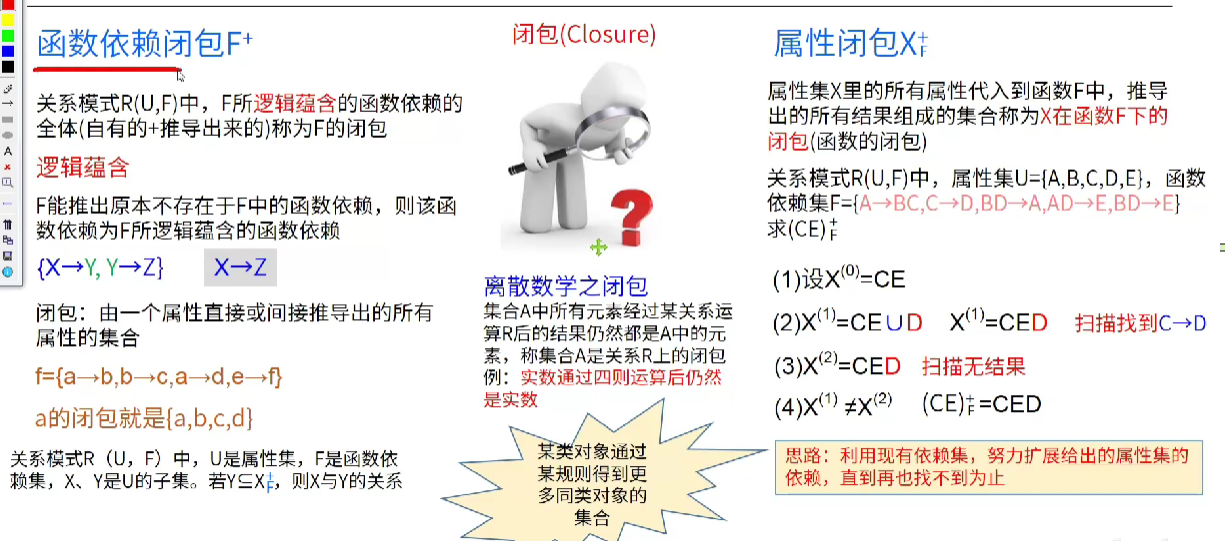 函数依赖闭包F⁺
关系模式R(U,F)中，F所逻辑蕴含的函数依赖的
全体(自有的+推导出来的)称为F的闭包
逻辑蕴含
F能推出原本不存在于F中的函数依赖，则该函
数依赖为F所逻辑蕴含的函数依赖
{X→Y, Y→Z} X→Z
闭包：由一个属性直接或间接推导出的所有
属性的集合
f={a→b,b→c,a→d,e→f}
a的闭包就是{a,b,c,d}
关系模式R（U，F）中，U是属性集，F是函数依
赖集，X、Y是U的子集。若Y⊆X⁺F，则X与Y的关系
闭包(Closure)
?
离散数学之闭包
集合A中所有元素经过某关系运
算R后的结果仍然都是A中的元
素，称集合A是关系R上的闭包
例：实数通过四则运算后仍然
是实数
某类对象通过
某规则得到更
多同类对象的
集合
属性闭包X⁺F
属性集X里的所有属性代入到函数F中，推导
出的所有结果组成的集合称为X在函数F下的
闭包(函数的闭包)
关系模式R(U,F)中，属性集U={A,B,C,D,E}，函数
依赖集F={A→BC,C→D,BD→A,AD→E,BD→E}
求(CE)⁺F
(1)设X⁽⁰⁾=CE
(2)X⁽¹⁾=CE∪D X⁽¹⁾=CED 扫描找到C→D
(3)X⁽²⁾=CED 扫描无结果
(4)X⁽¹⁾ ≠X⁽²⁾ (CE)⁺F=CED
思路：利用现有依赖集，努力扩展给出的属性集的
依赖，直到再也找不到为止
A